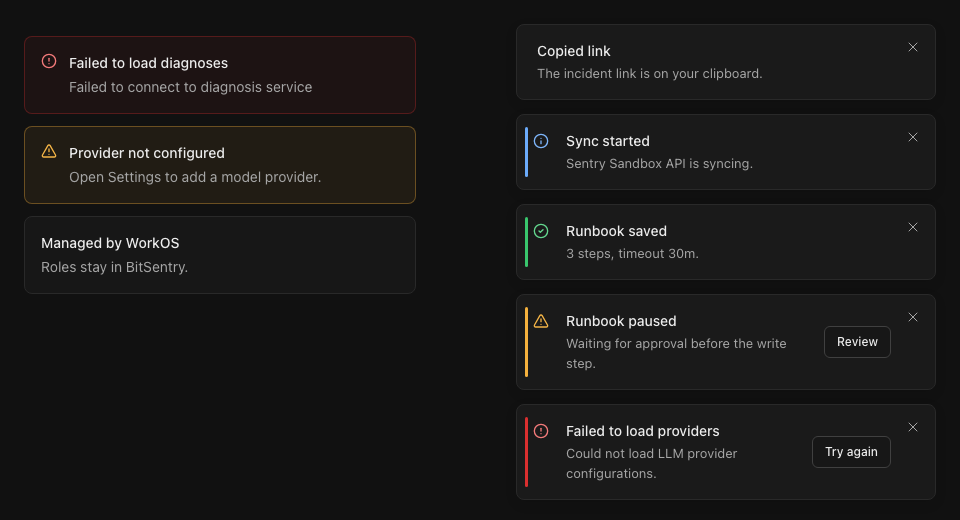 Failed to load diagnoses
Failed to connect to diagnosis service
Provider not configured
Open Settings to add a model provider.
Managed by WorkOS
Roles stay in BitSentry.
Copied link
The incident link is on your clipboard.
Sync started
Sentry Sandbox API is syncing.
Runbook saved
3 steps, timeout 30m.
Runbook paused
Waiting for approval before the write
step.
Review
Failed to load providers
Could not load LLM provider
configurations.
Try again